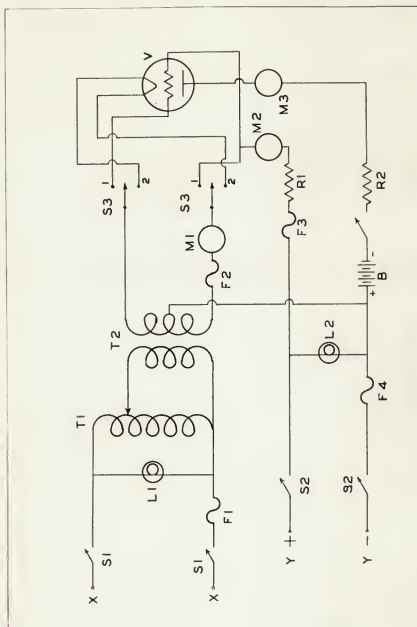 V
1
2
S3
1
2
S3
M2
M3
M1
F2
R1
F3
R2
T2
T1
B
+
-
L1
L2
F1
F4
S1
S1
S2
S2
X
X
Y +
Y -